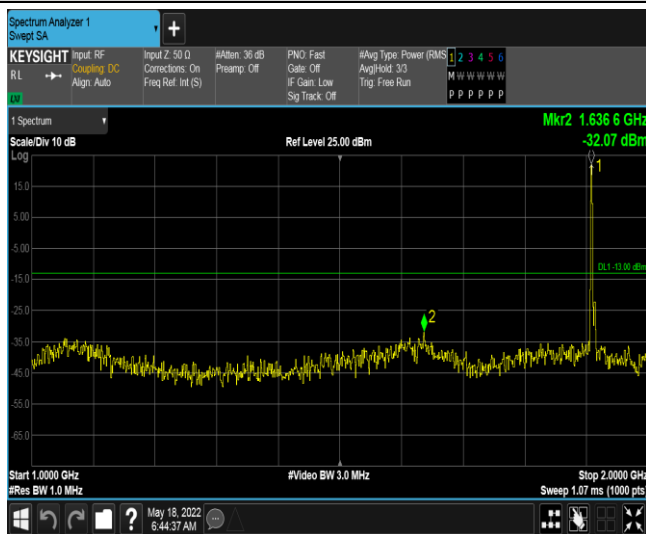 Spectrum Analyzer 1
Swept SA
+
KEYSIGHT
RL
Input: RF
Coupling: DC
Align: Auto
Input Z: 50 Ω
Corrections: On
Freq Ref: Int (S)
#Atten: 36 dB
Preamp: Off
PNO: Fast
Gate: Off
IF Gain: Low
Sig Track: Off
#Avg Type: Power (RMS
Avg|Hold: 3/3
Trig: Free Run
1 2 3 4 5 6
M W W W W W
P P P P P P
1 Spectrum
Mkr2 1.636 6 GHz
Scale/Div 10 dB
Ref Level 25.00 dBm
-32.07 dBm
Log
1
15.0
5.00
-5.00
DL1 -13.00 dBm
-15.0
2
-25.0
-35.0
-45.0
-55.0
-65.0
Start 1.0000 GHz
#Video BW 3.0 MHz
Stop 2.0000 GHz
#Res BW 1.0 MHz
Sweep 1.07 ms (1000 pts)
?
May 18, 2022
6:44:37 AM